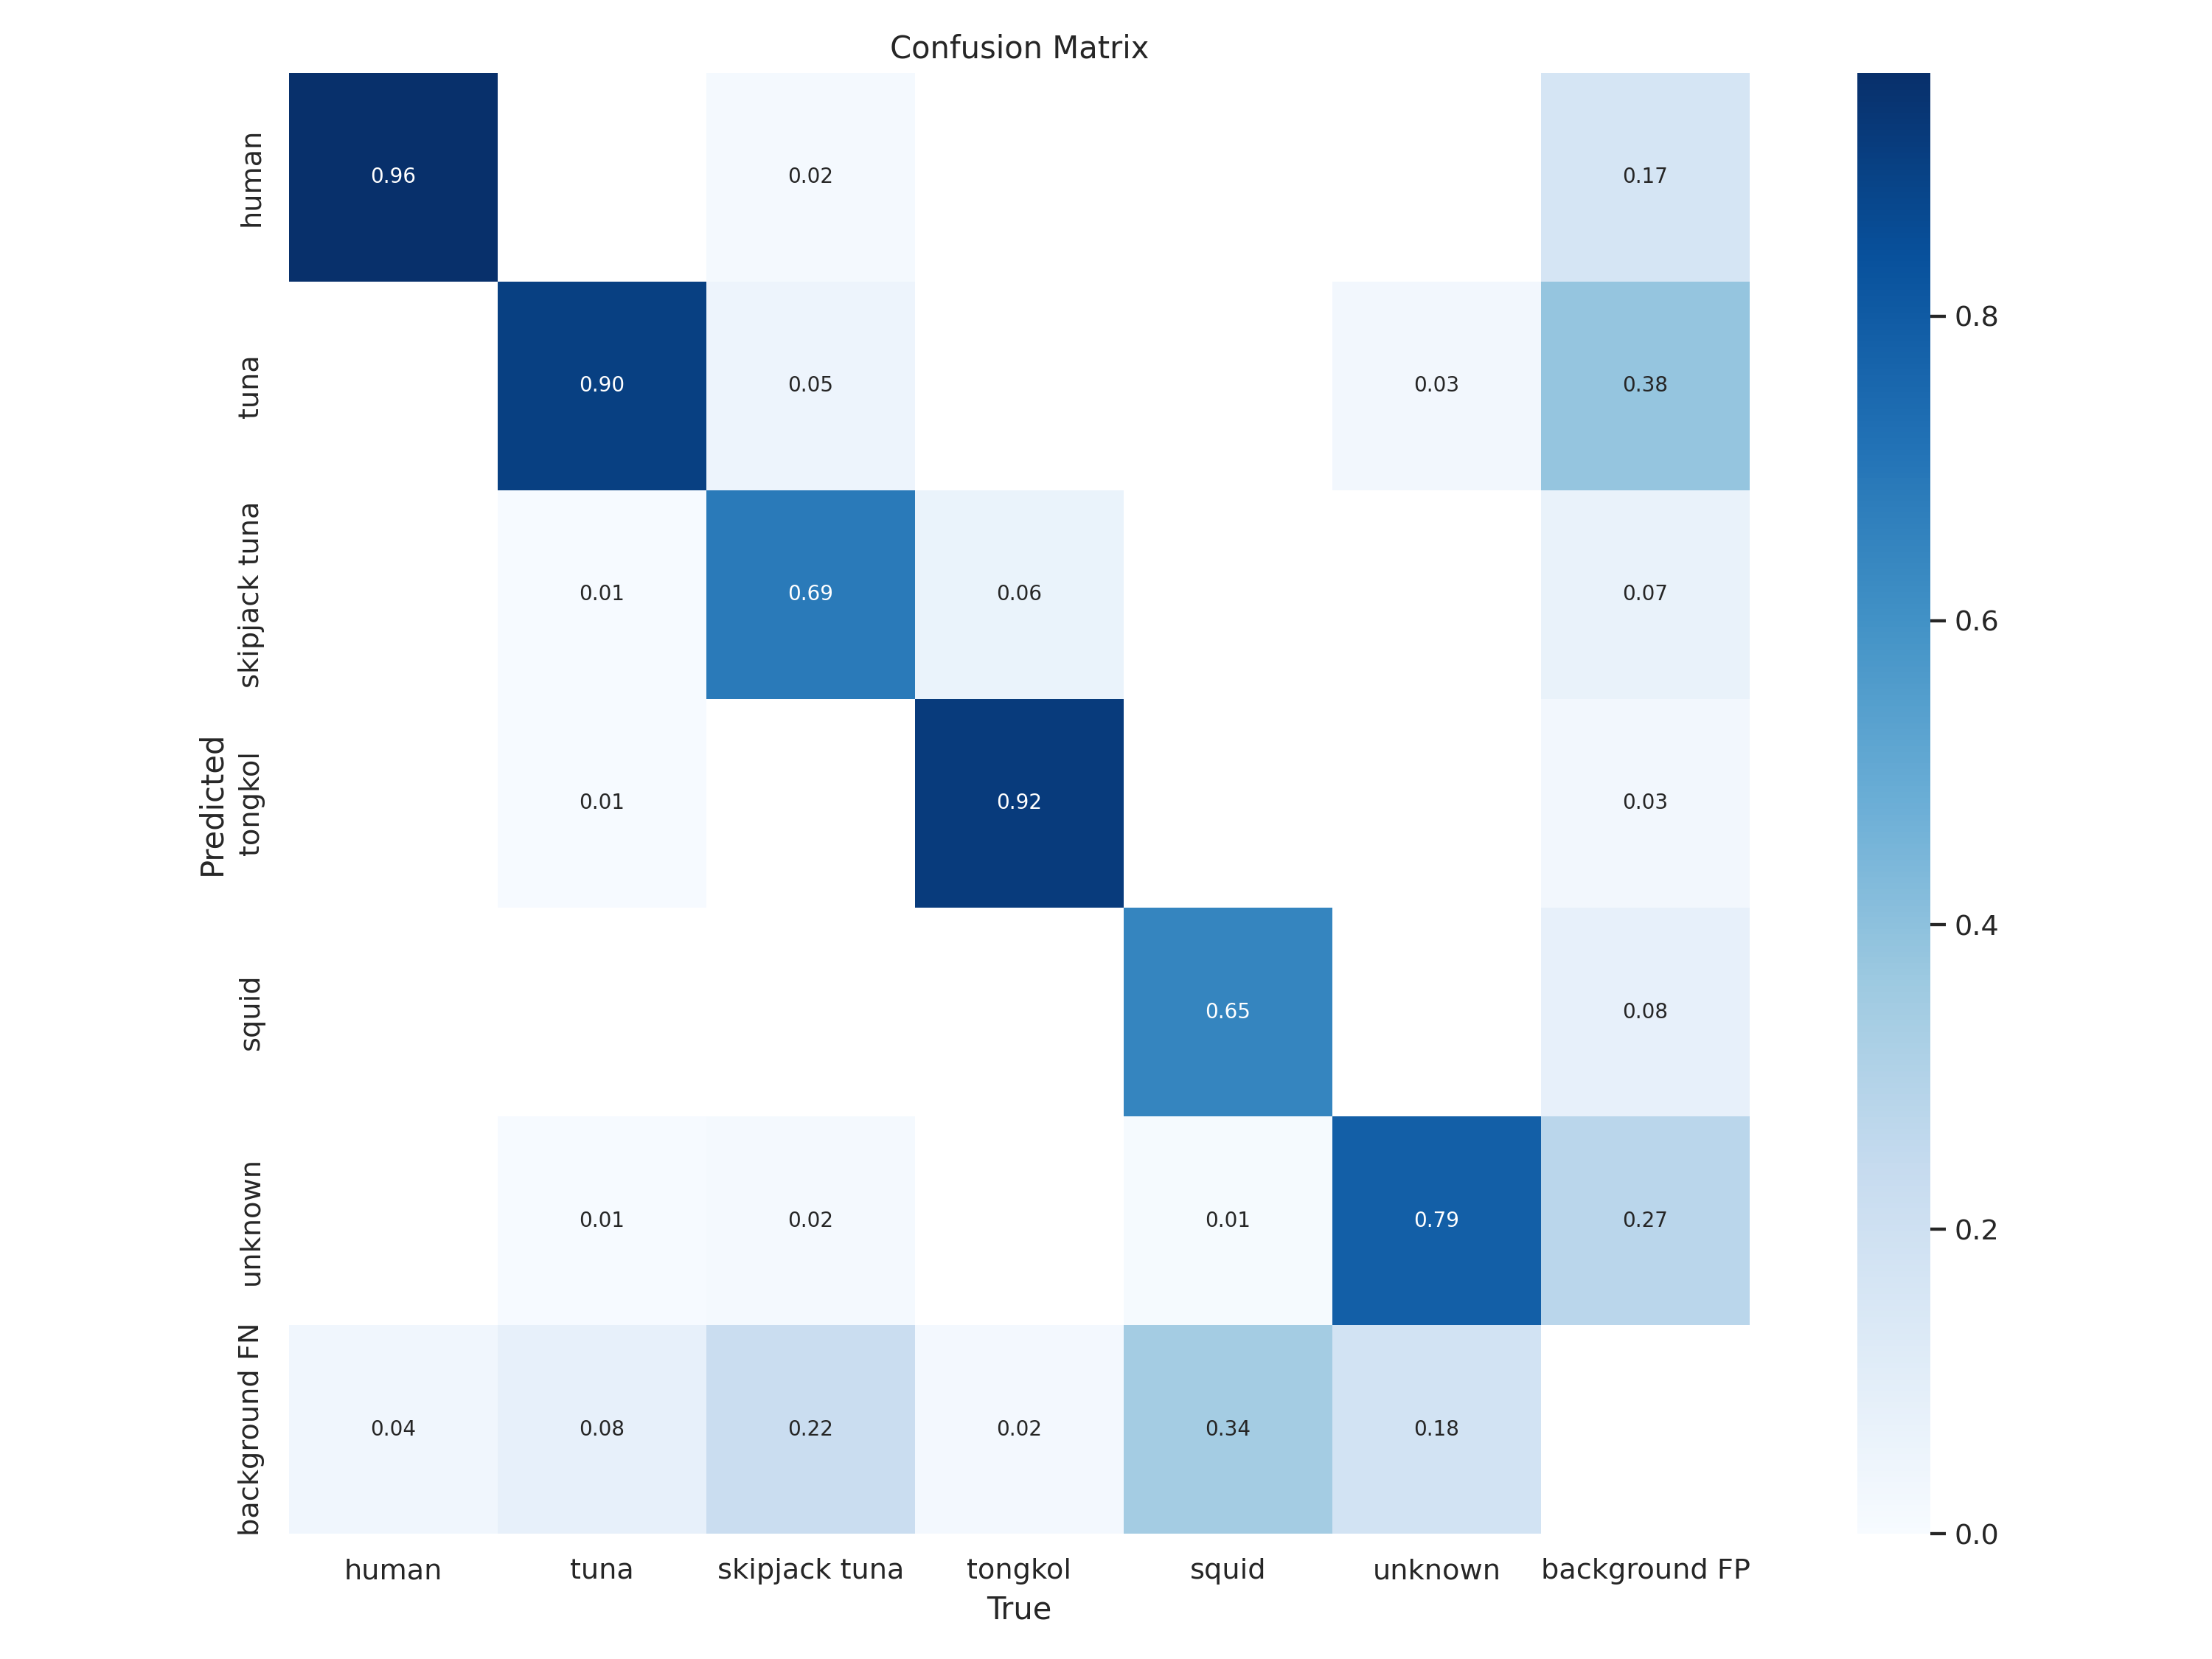 Confusion Matrix
human
0.96
0.02
0.17
tuna
0.90
0.05
0.03
0.38
0.8
skipjack tuna
0.01
0.69
0.06
0.07
0.6
Predicted
tongkol
0.01
0.92
0.03
0.4
squid
0.65
0.08
unknown
0.01
0.02
0.01
0.79
0.27
0.2
background FN
0.04
0.08
0.22
0.02
0.34
0.18
0.0
human
tuna
skipjack tuna
tongkol
squid
unknown
background FP
True